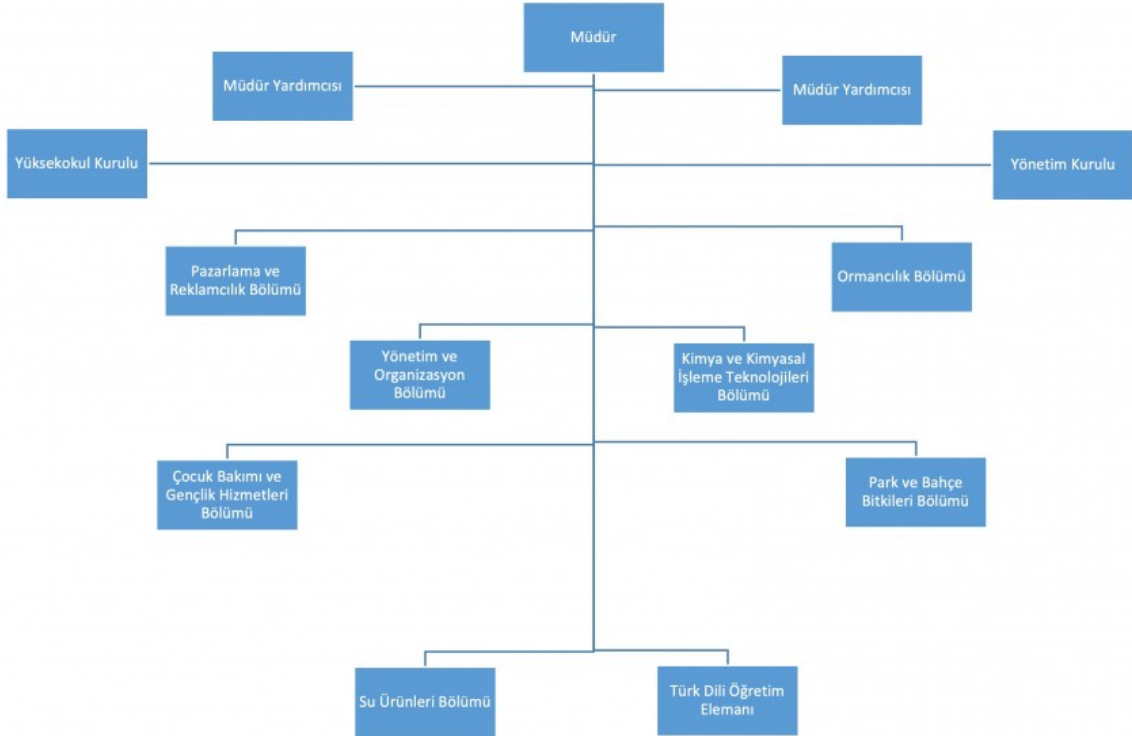 Müdür
Müdür Yardımcısı
Müdür Yardımcısı
Yüksekokul Kurulu
Yönetim Kurulu
Pazarlama ve
Reklamcılık Bölümü
Ormancılık Bölümü
Yönetim ve
Organizasyon
Bölümü
Kimya ve Kimyasal
İşleme Teknolojileri
Bölümü
Çocuk Bakımı ve
Gençlik Hizmetleri
Bölümü
Park ve Bahçe
Bitkileri Bölümü
Su Ürünleri Bölümü
Türk Dili Öğretim
Elemanı